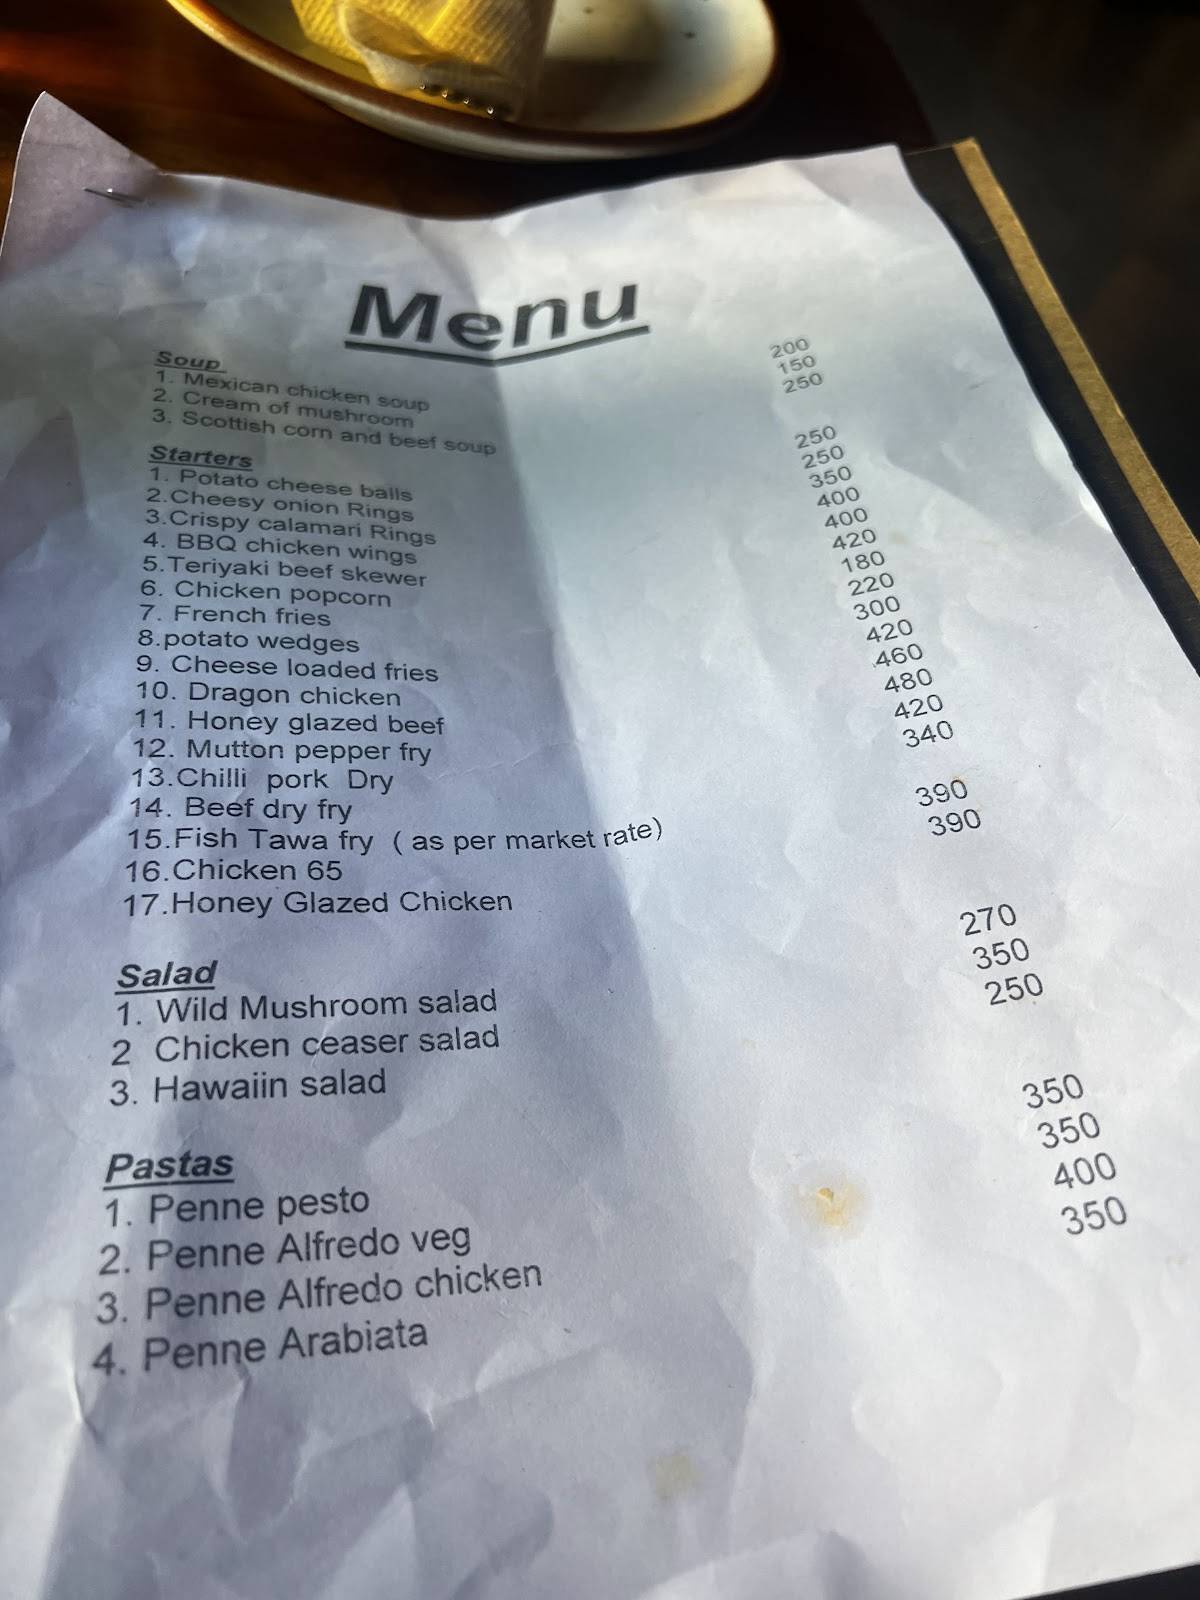 Menu
Soup
1. Mexican chicken soup 200
2. Cream of mushroom 150
3. Scottish corn and beef soup 250
Starters
1. Potato cheese balls 250
2.Cheesy onion Rings 250
3.Crispy calamari Rings 350
4. BBQ chicken wings 400
5.Teriyaki beef skewer 400
6. Chicken popcorn 420
7. French fries 180
8.potato wedges 220
9. Cheese loaded fries 300
10. Dragon chicken 420
11. Honey glazed beef 460
12. Mutton pepper fry 480
13.Chilli pork Dry 420
14. Beef dry fry 340
15.Fish Tawa fry ( as per market rate)
16.Chicken 65 390
17.Honey Glazed Chicken 390
Salad
1. Wild Mushroom salad 270
2 Chicken ceaser salad 350
3. Hawaiin salad 250
Pastas
1. Penne pesto 350
2. Penne Alfredo veg 350
3. Penne Alfredo chicken 400
4. Penne Arabiata 350